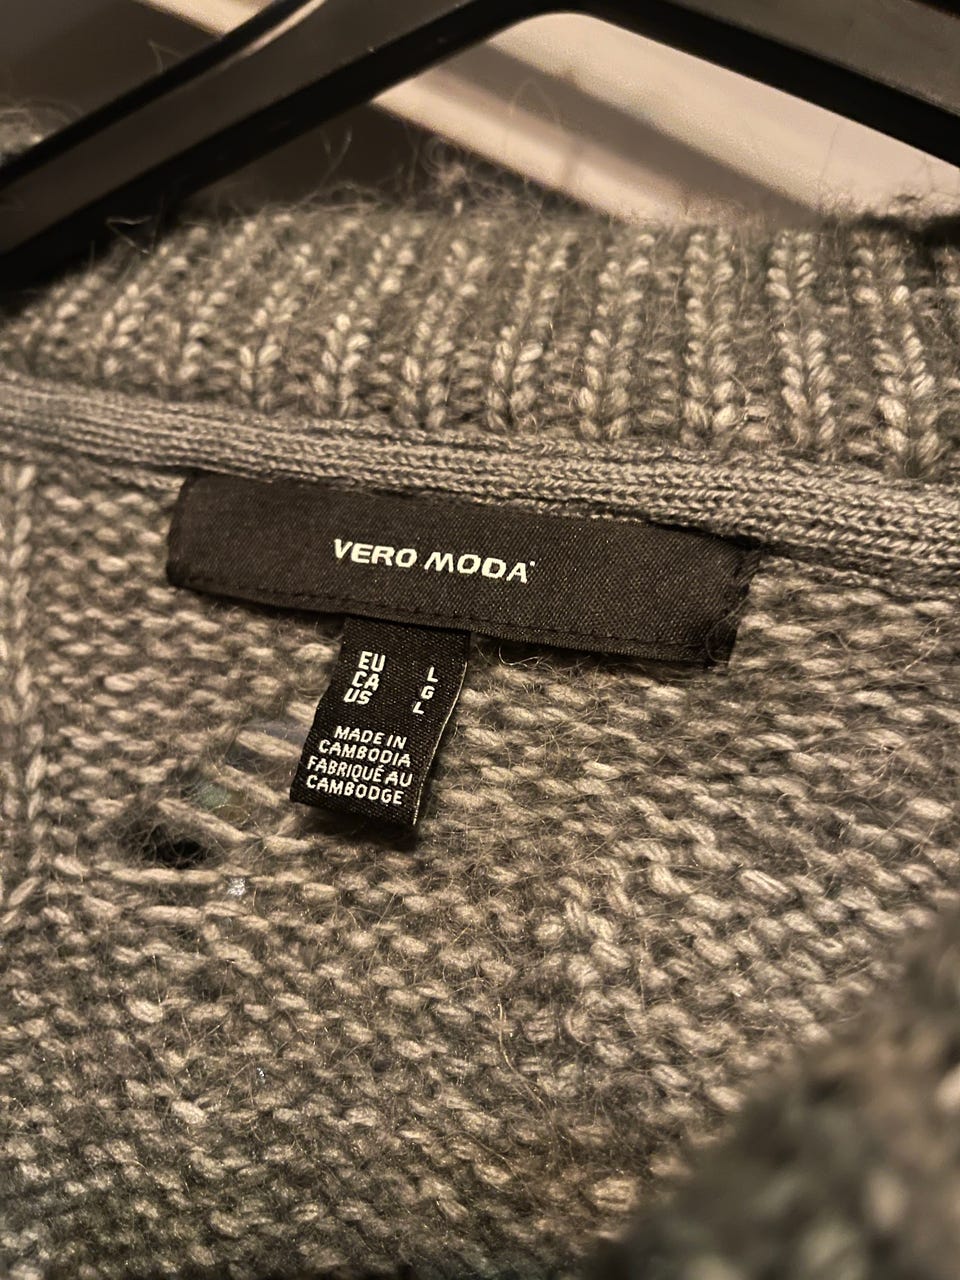 VERO MODA
EU L
CA G
US L
MADE IN
CAMBODIA
FABRIQUÉ AU
CAMBODGE